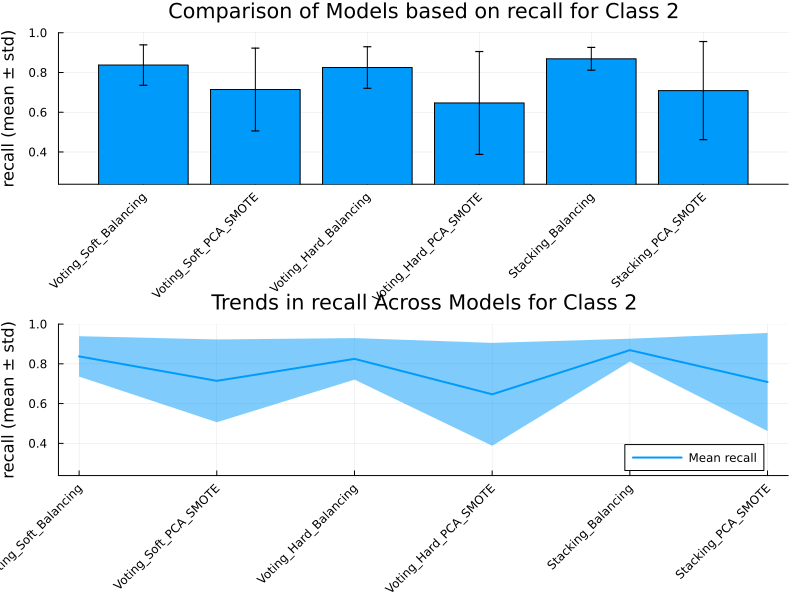 Comparison of Models based on recall for Class 2
recall (mean ± std)
1.0
0.8
0.6
0.4
Voting_Soft_Balancing
Voting_Soft_PCA_SMOTE
Voting_Hard_Balancing
Voting_Hard_PCA_SMOTE
Stacking_Balancing
Stacking_PCA_SMOTE
Trends in recall Across Models for Class 2
recall (mean ± std)
1.0
0.8
0.6
0.4
Mean recall
ing_Soft_Balancing
Voting_Soft_PCA_SMOTE
Voting_Hard_Balancing
Voting_Hard_PCA_SMOTE
Stacking_Balancing
Stacking_PCA_SMOTE